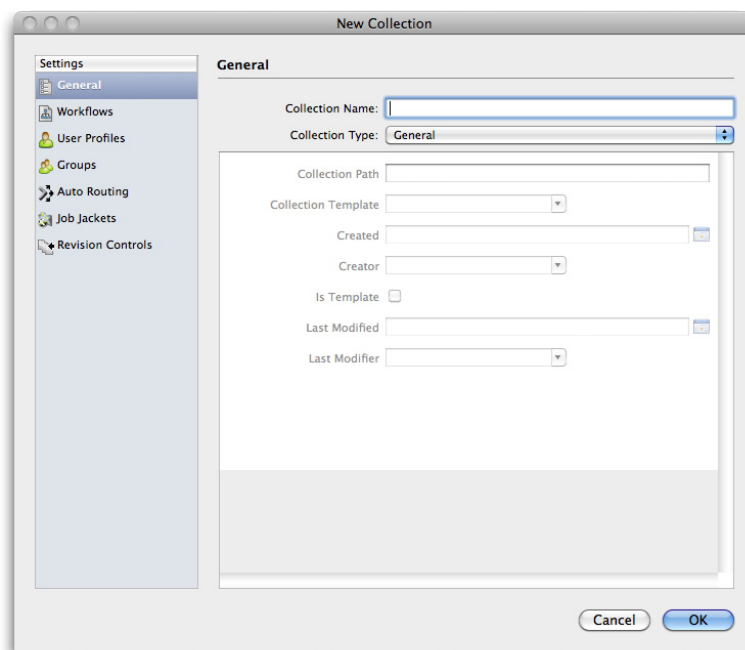 New Collection
Settings
General
Workflows
User Profiles
Groups
Auto Routing
Job Jackets
Revision Controls
General
Collection Name:
Collection Type: General
Collection Path
Collection Template
Created
Creator
Is Template
Last Modified
Last Modifier
Cancel OK